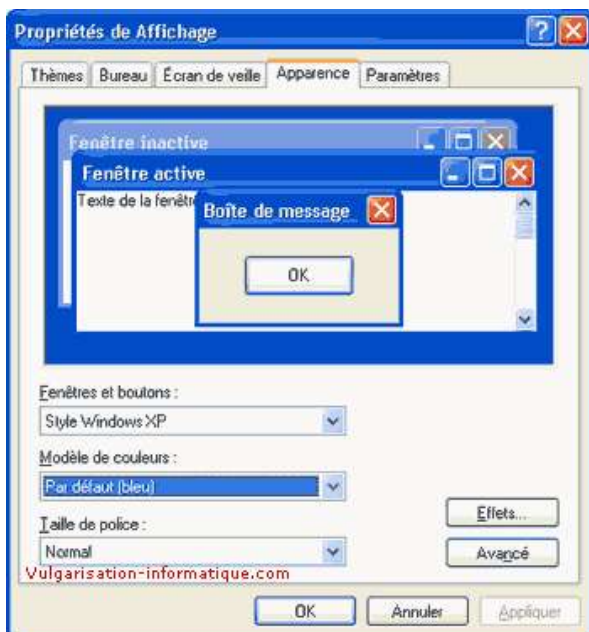 Propriétés de Affichage
Thèmes Bureau Écran de veille Apparence Paramètres
Fenêtre inactive
Fenêtre active
Texte de la fenêtr
Boîte de message
OK
Fenêtres et boutons :
Style Windows XP
Modèle de couleurs :
Par défaut (bleu)
Effets...
Taille de police :
Normal
Avancé
Vulgarisation-informatique.com
OK Annuler Appliquer